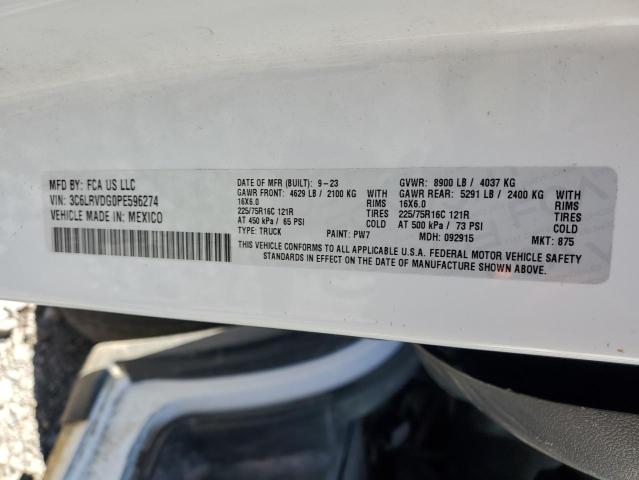 MFD BY: FCA US LLC
VIN: 3C6LRVDG0PE596274
VEHICLE MADE IN: MEXICO
DATE OF MFR (BUILT): 9-23 GVWR: 8900 LB / 4037 KG
GAWR FRONT: 4629 LB / 2100 KG WITH GAWR REAR: 5291 LB / 2400 KG WITH
16X6.0 RIMS 16X6.0 RIMS
225/75R16C 121R TIRES 225/75R16C 121R TIRES
AT 450 kPa / 65 PSI COLD AT 500 kPa / 73 PSI COLD
TYPE: TRUCK PAINT: PW7 MDH: 092915 MKT: 875
THIS VEHICLE CONFORMS TO ALL APPLICABLE U.S.A. FEDERAL MOTOR VEHICLE SAFETY
STANDARDS IN EFFECT ON THE DATE OF MANUFACTURE SHOWN ABOVE.